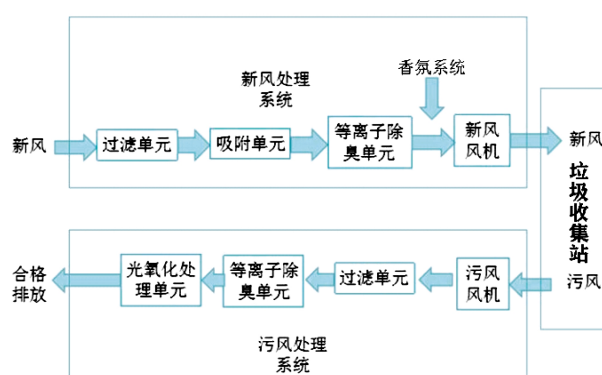 新风处理
系统
香氛系统
新风
过滤单元
吸附单元
等离子除
臭单元
新风
风机
新风
垃圾收集站
合格
排放
光氧化处
理单元
等离子除
臭单元
过滤单元
污风
风机
污风
污风处理
系统